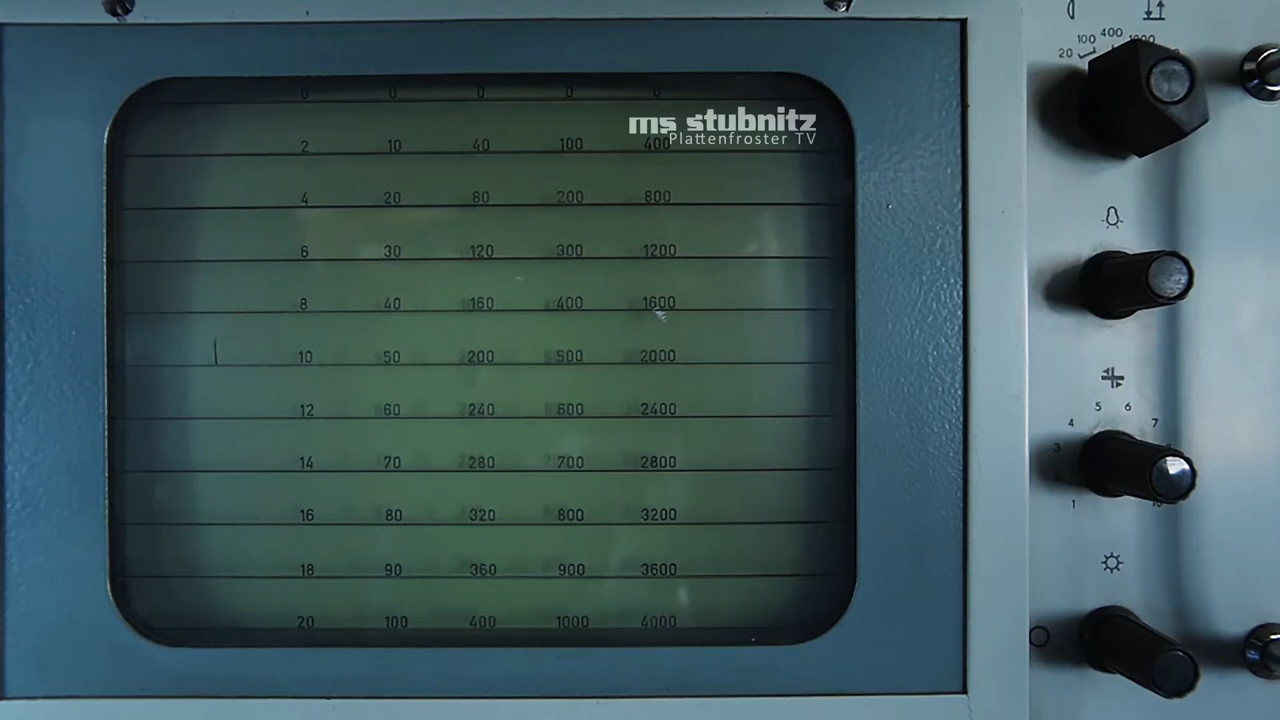 0 0 0 0 0
ms stubnitz
Plattenfroster TV
2 10 40 100 400
4 20 80 200 800
6 30 120 300 1200
8 40 160 400 1600
10 50 200 500 2000
12 60 240 600 2400
14 70 280 700 2800
16 80 320 800 3200
18 90 360 900 3600
20 100 400 1000 4000
20 100 400
3 4 5 6 7
1